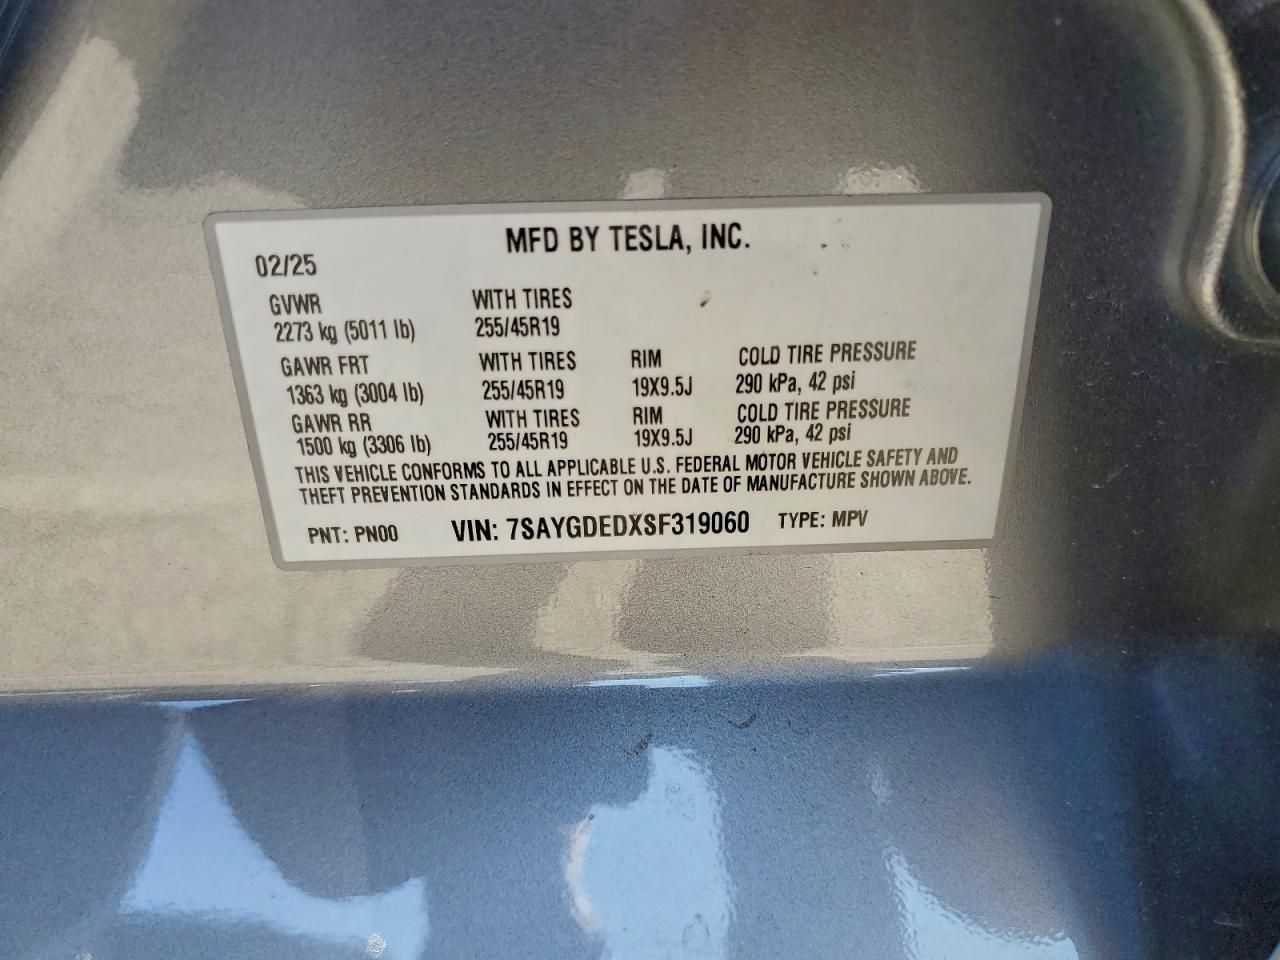 MFD BY TESLA, INC.
02/25
GVWR WITH TIRES
2273 kg (5011 lb) 255/45R19
GAWR FRT WITH TIRES RIM COLD TIRE PRESSURE
1363 kg (3004 lb) 255/45R19 19X9.5J 290 kPa, 42 psi
GAWR RR WITH TIRES RIM COLD TIRE PRESSURE
1500 kg (3306 lb) 255/45R19 19X9.5J 290 kPa, 42 psi
THIS VEHICLE CONFORMS TO ALL APPLICABLE U.S. FEDERAL MOTOR VEHICLE SAFETY AND
THEFT PREVENTION STANDARDS IN EFFECT ON THE DATE OF MANUFACTURE SHOWN ABOVE.
PNT: PN00 VIN: 7SAYGDEDXSF319060 TYPE: MPV